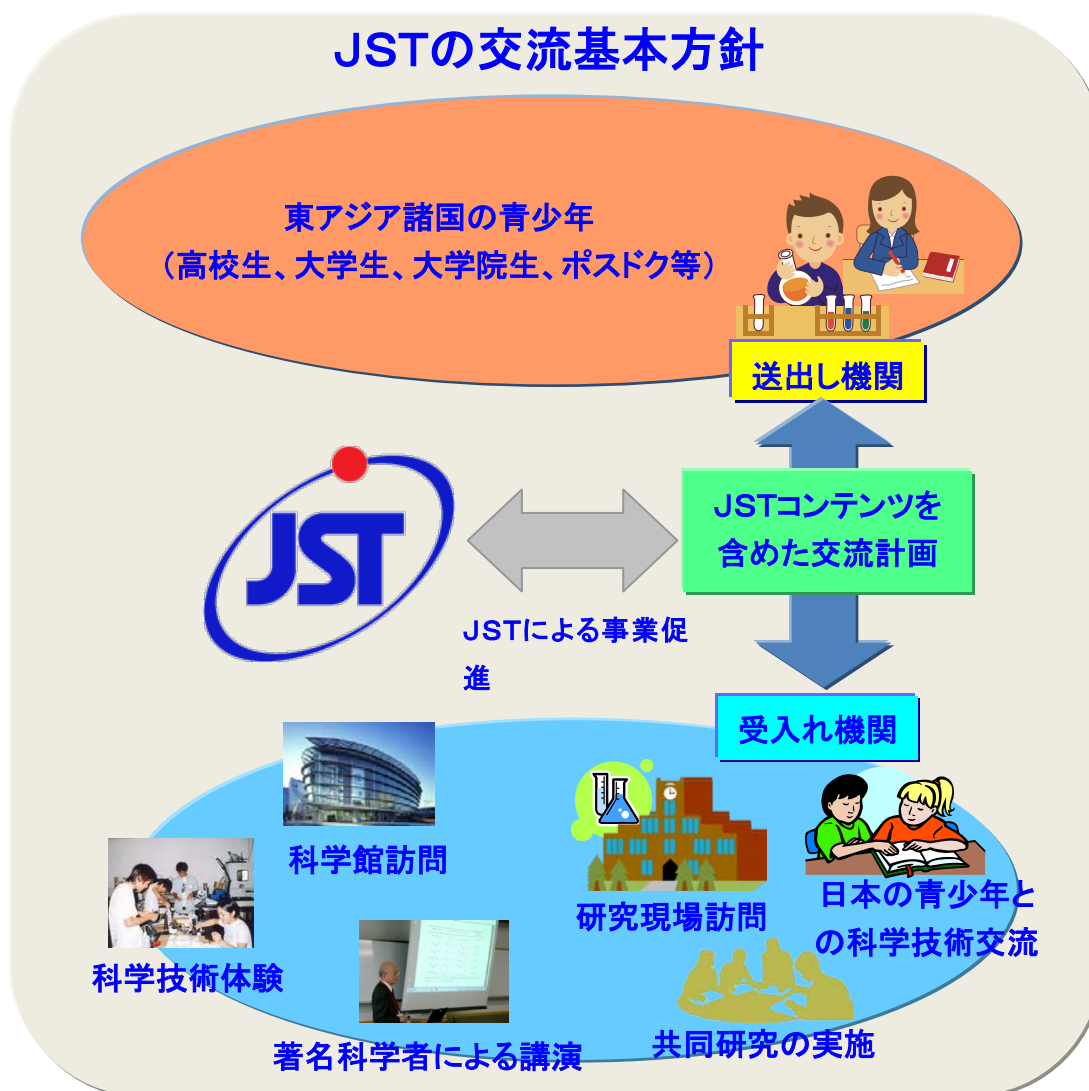 JSTの交流基本方針
東アジア諸国の青少年
（高校生、大学生、大学院生、ポスドク等）
送出し機関
JST
JSTコンテンツを
含めた交流計画
JSTによる事業促
進
受入れ機関
科学館訪問
研究現場訪問
日本の青少年と
の科学技術交流
科学技術体験
著名科学者による講演
共同研究の実施